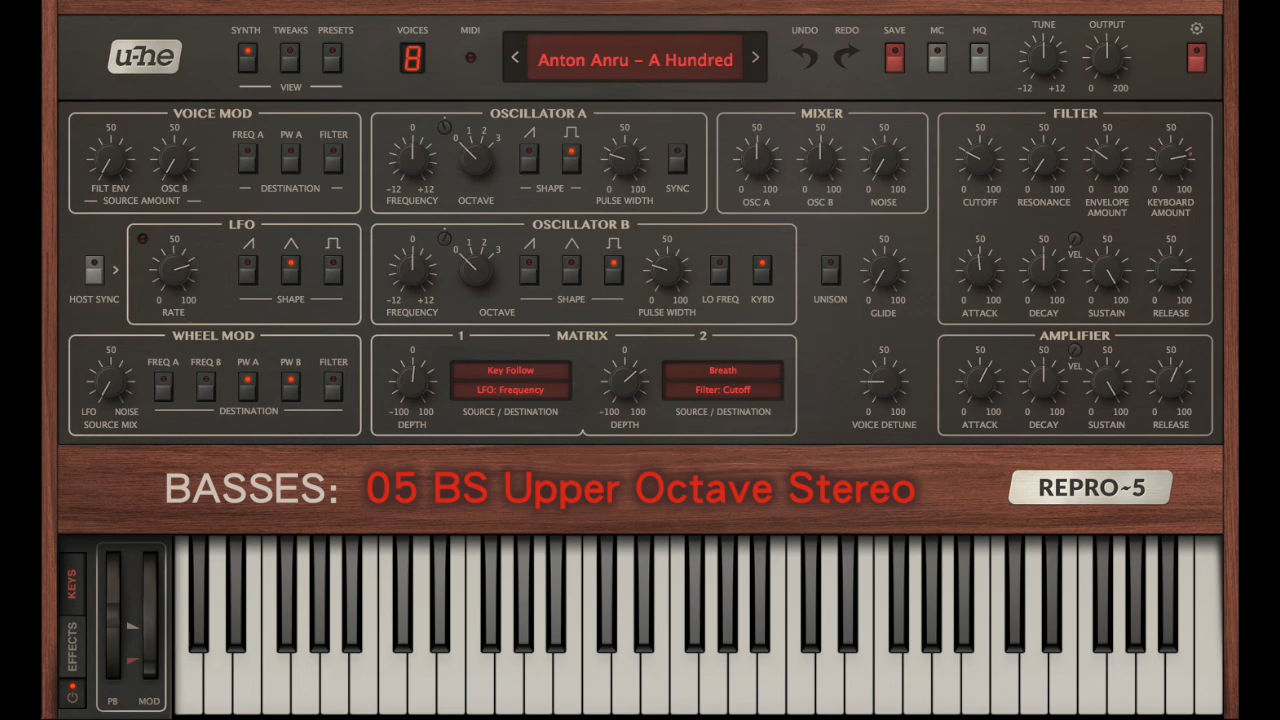 u-he
SYNTH TWEAKS PRESETS
VIEW
VOICES
8
MIDI
Anton Anru – A Hundred
UNDO REDO SAVE MC HQ
TUNE
-12 +12
OUTPUT
0 200
VOICE MOD
50 50
FILT ENV OSC B
SOURCE AMOUNT
FREQ A PW A FILTER
DESTINATION
OSCILLATOR A
0
-12 +12
FREQUENCY
0 1 2 3
OCTAVE
SHAPE
50
0 100
PULSE WIDTH
SYNC
MIXER
50 50 50
0 100 0 100 0 100
OSC A OSC B NOISE
FILTER
50 50 50 50
0 100 0 100 0 100 0 100
CUTOFF RESONANCE ENVELOPE AMOUNT KEYBOARD AMOUNT
HOST SYNC
LFO
50
0 100
RATE
SHAPE
OSCILLATOR B
0
-12 +12
FREQUENCY
0 1 2 3
OCTAVE
SHAPE
50
0 100
PULSE WIDTH
LO FREQ KYBD
UNISON
50
0 100
GLIDE
50 50 VEL 50 50
0 100 0 100 0 100 0 100
ATTACK DECAY SUSTAIN RELEASE
WHEEL MOD
50
LFO NOISE
SOURCE MIX
FREQ A FREQ B PW A PW B FILTER
DESTINATION
1 MATRIX 2
0
-100 100
DEPTH
Key Follow
LFO: Frequency
SOURCE / DESTINATION
0
-100 100
DEPTH
Breath
Filter: Cutoff
SOURCE / DESTINATION
50
0 100
VOICE DETUNE
AMPLIFIER
50 50 VEL 50 50
0 100 0 100 0 100 0 100
ATTACK DECAY SUSTAIN RELEASE
BASSES: 05 BS Upper Octave Stereo
REPRO~5
KEYS
EFFECTS
PB MOD